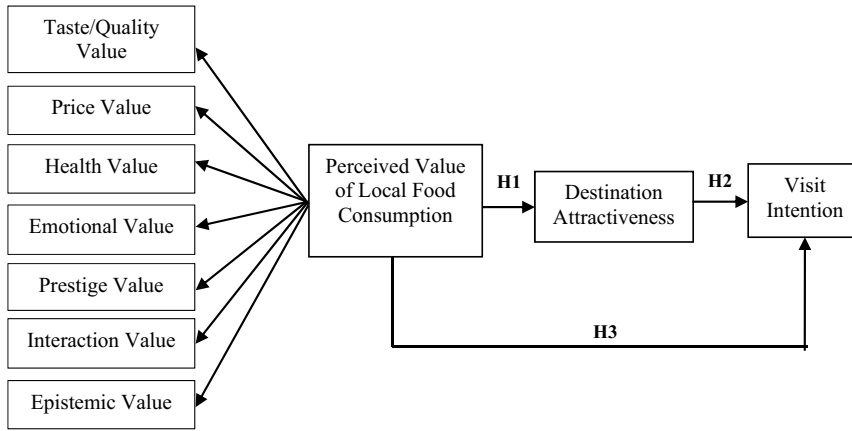 Taste/Quality
Value
Price Value
Health Value
Emotional Value
Prestige Value
Interaction Value
Epistemic Value
Perceived Value
of Local Food
Consumption
H1
Destination
Attractiveness
H2
Visit
Intention
H3